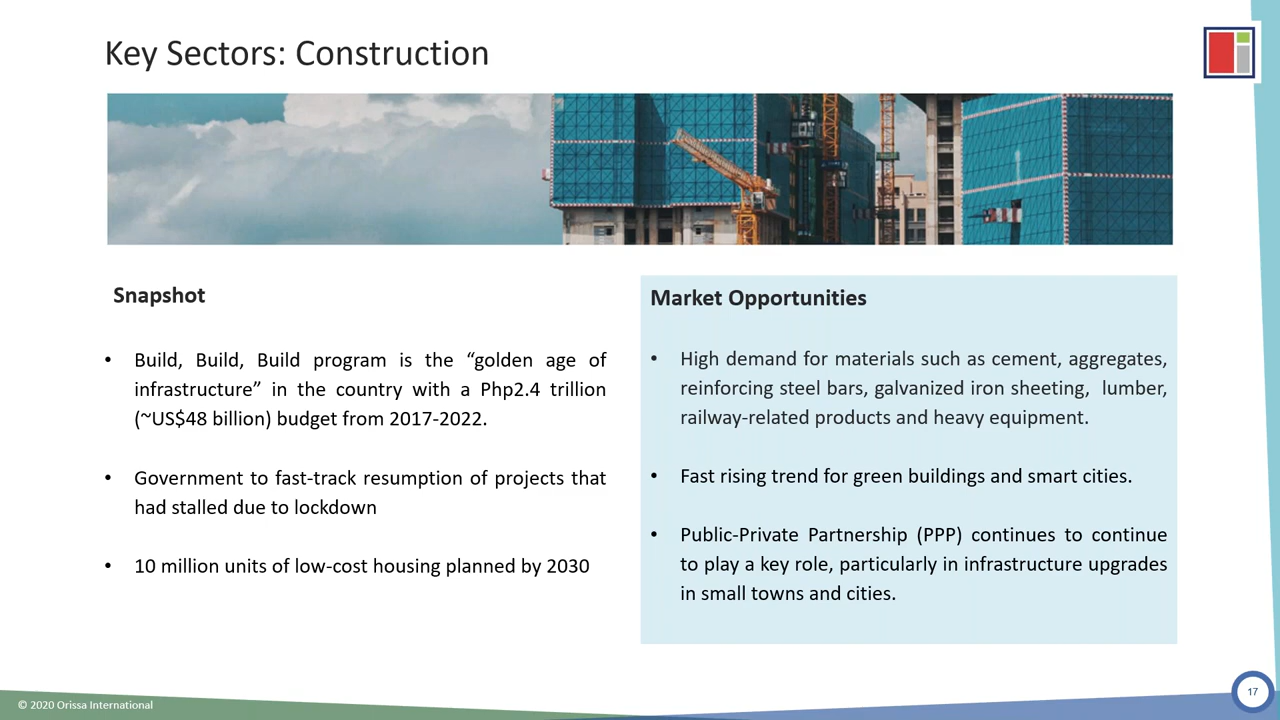 Key Sectors: Construction
Snapshot
• Build, Build, Build program is the “golden age of
infrastructure” in the country with a Php2.4 trillion
(~US$48 billion) budget from 2017-2022.
• Government to fast-track resumption of projects that
had stalled due to lockdown
• 10 million units of low-cost housing planned by 2030
Market Opportunities
• High demand for materials such as cement, aggregates,
reinforcing steel bars, galvanized iron sheeting, lumber,
railway-related products and heavy equipment.
• Fast rising trend for green buildings and smart cities.
• Public-Private Partnership (PPP) continues to continue
to play a key role, particularly in infrastructure upgrades
in small towns and cities.
© 2020 Orissa International
17